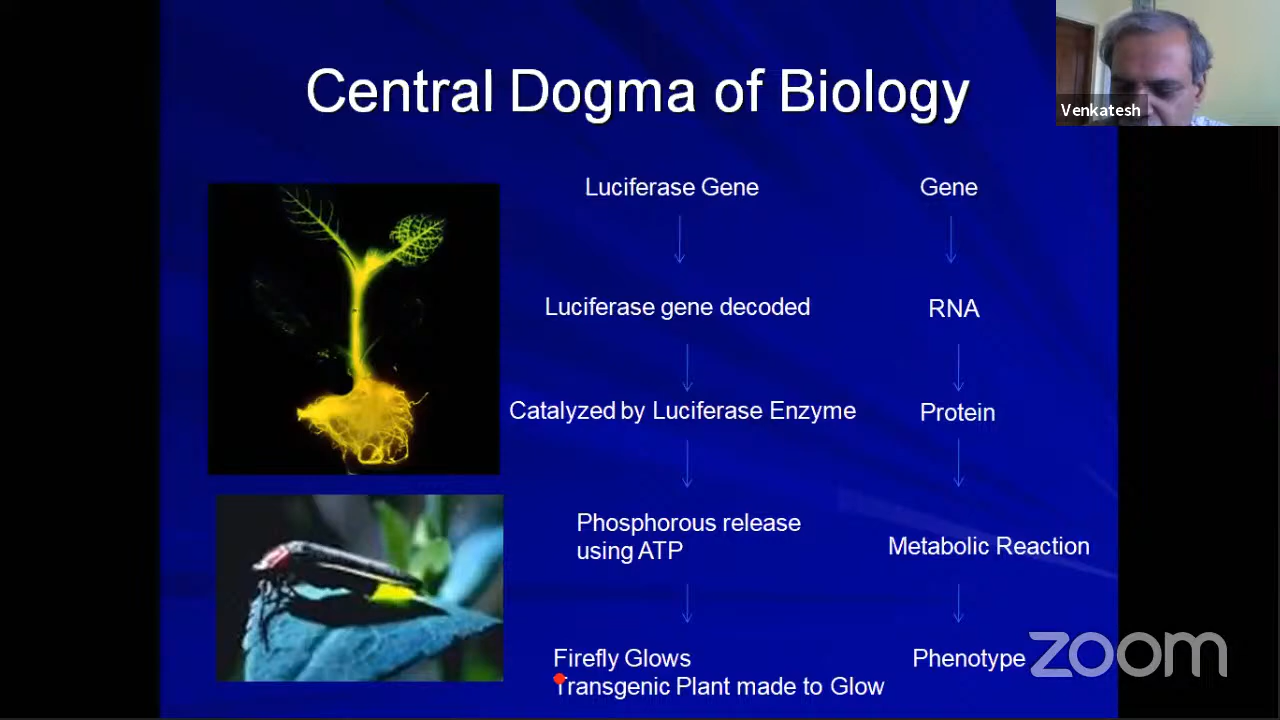 Central Dogma of Biology
Venkatesh
Luciferase Gene
Gene
Luciferase gene decoded
RNA
Catalyzed by Luciferase Enzyme
Protein
Phosphorous release
using ATP
Metabolic Reaction
Firefly Glows
Transgenic Plant made to Glow
Phenotype
zoom